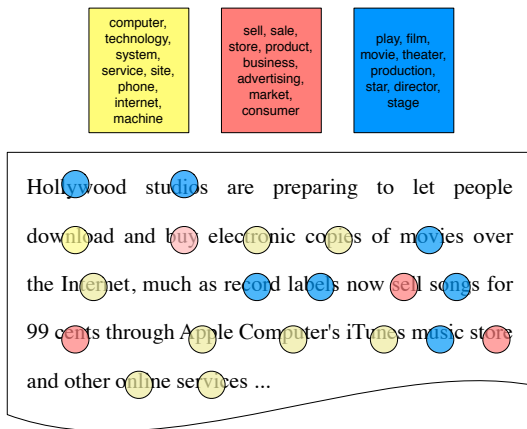 computer,
technology,
system,
service, site,
phone,
internet,
machine
sell, sale,
store, product,
business,
advertising,
market,
consumer
play, film,
movie, theater,
production,
star, director,
stage
Hollywood studios are preparing to let people
download and buy electronic copies of movies over
the Internet, much as record labels now sell songs for
99 cents through Apple Computer's iTunes music store
and other online services ...